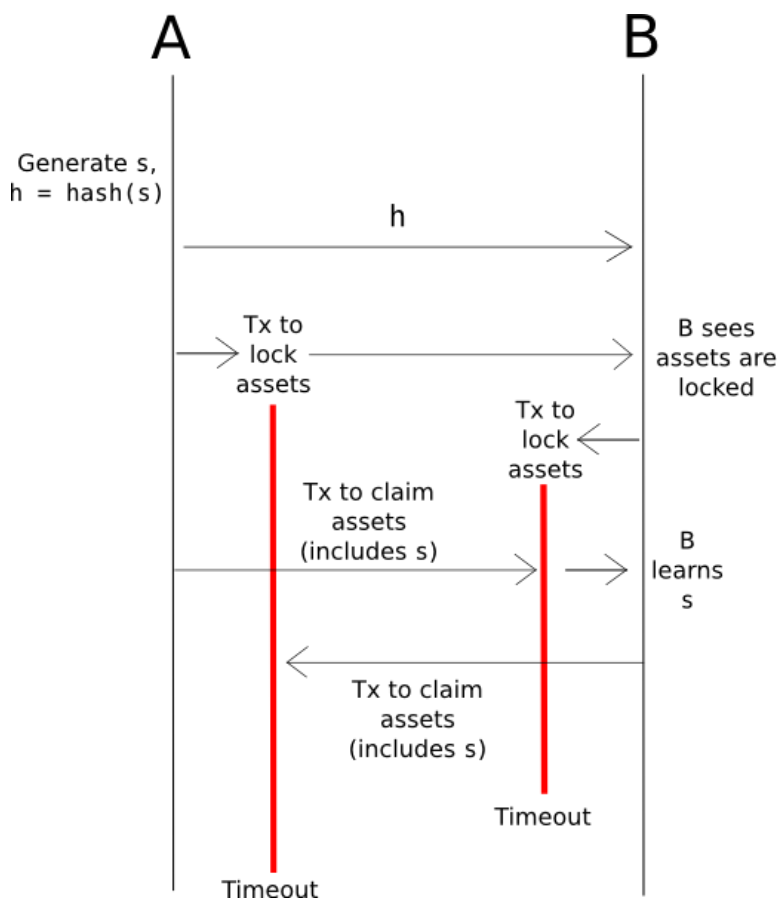 A
B
Generate s,
h = hash(s)
h
Tx to
lock
assets
B sees
assets are
locked
Tx to
lock
assets
Tx to claim
assets
(includes s)
B
learns
s
Tx to claim
assets
(includes s)
Timeout
Timeout